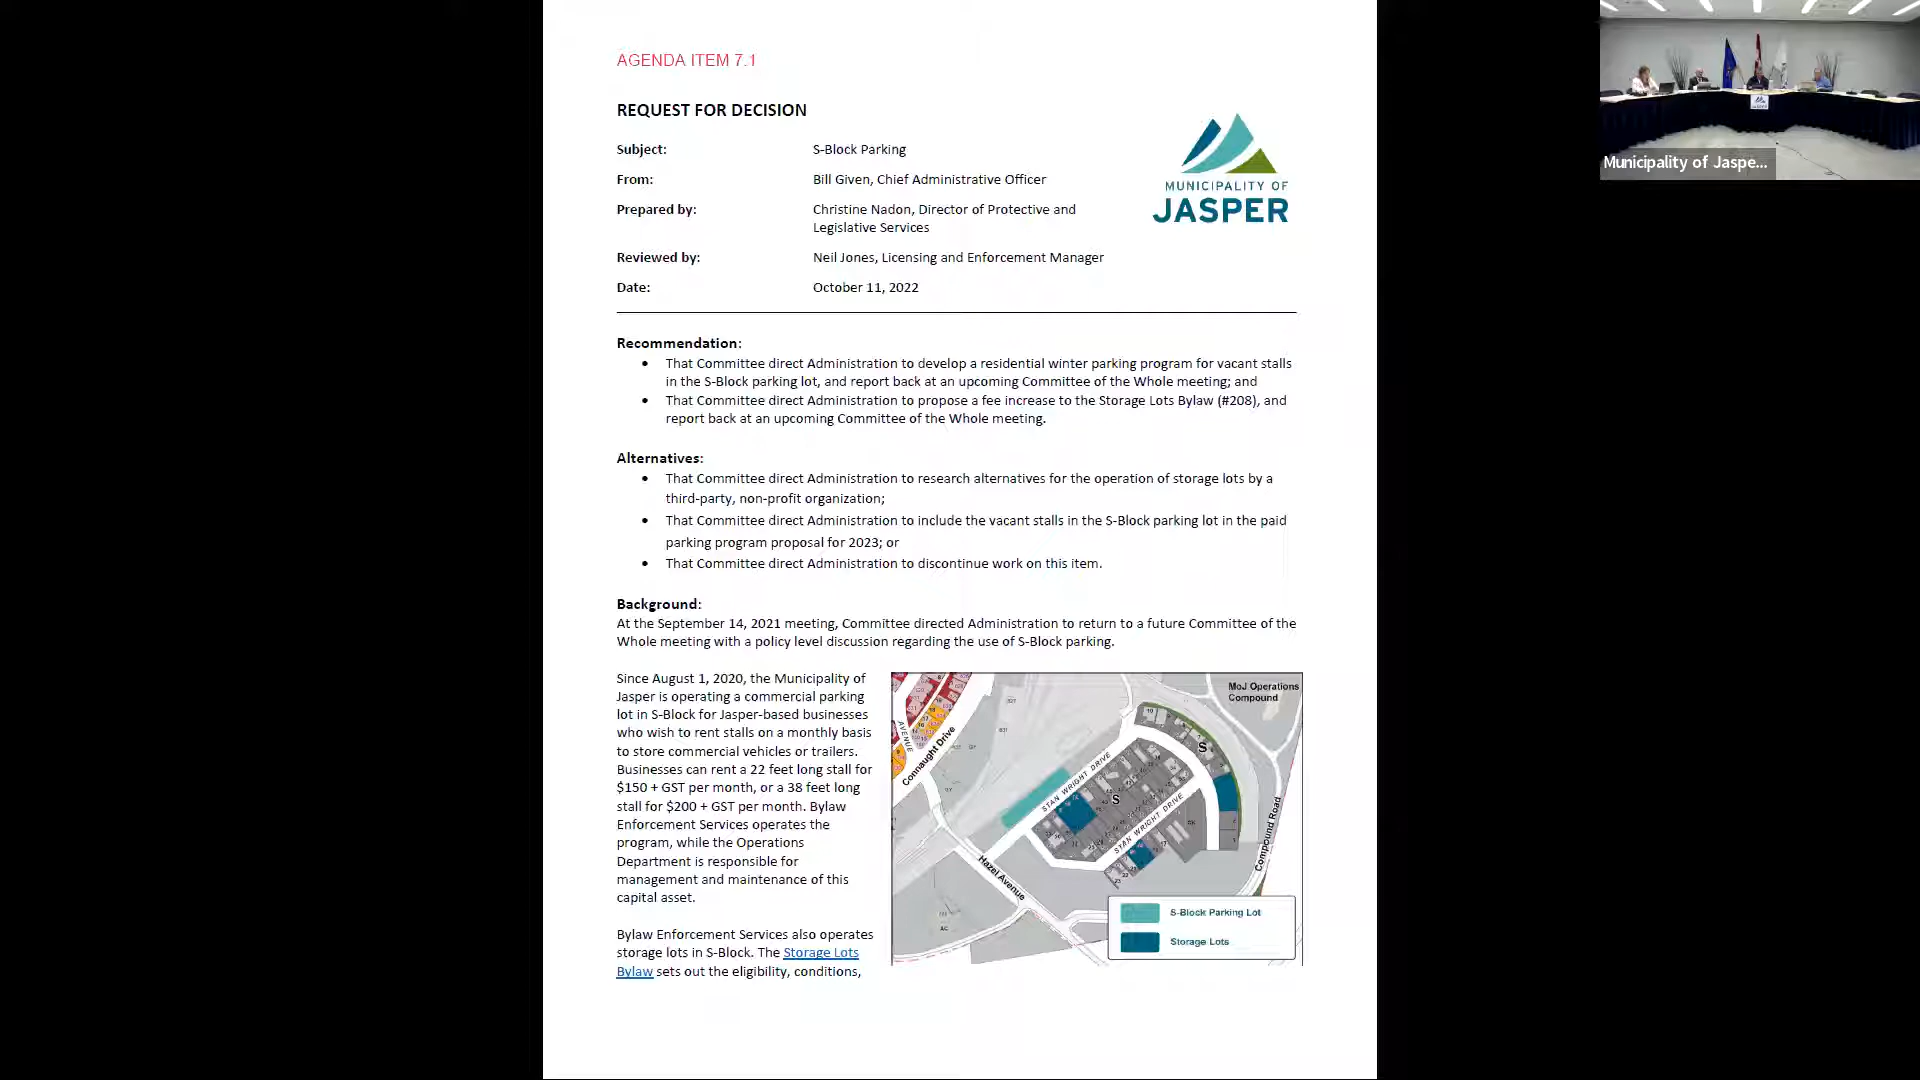 AGENDA ITEM 7.1
REQUEST FOR DECISION
Subject: S-Block Parking
From: Bill Given, Chief Administrative Officer
Prepared by: Christine Nadon, Director of Protective and
Legislative Services
Reviewed by: Neil Jones, Licensing and Enforcement Manager
Date: October 11, 2022
MUNICIPALITY OF
JASPER
Municipality of Jaspe...
Recommendation:
• That Committee direct Administration to develop a residential winter parking program for vacant stalls
in the S-Block parking lot, and report back at an upcoming Committee of the Whole meeting; and
• That Committee direct Administration to propose a fee increase to the Storage Lots Bylaw (#208), and
report back at an upcoming Committee of the Whole meeting.
Alternatives:
• That Committee direct Administration to research alternatives for the operation of storage lots by a
third-party, non-profit organization;
• That Committee direct Administration to include the vacant stalls in the S-Block parking lot in the paid
parking program proposal for 2023; or
• That Committee direct Administration to discontinue work on this item.
Background:
At the September 14, 2021 meeting, Committee directed Administration to return to a future Committee of the
Whole meeting with a policy level discussion regarding the use of S-Block parking.
Since August 1, 2020, the Municipality of
Jasper is operating a commercial parking
lot in S-Block for Jasper-based businesses
who wish to rent stalls on a monthly basis
to store commercial vehicles or trailers.
Businesses can rent a 22 feet long stall for
$150 + GST per month, or a 38 feet long
stall for $200 + GST per month. Bylaw
Enforcement Services operates the
program, while the Operations
Department is responsible for
management and maintenance of this
capital asset.
Bylaw Enforcement Services also operates
storage lots in S-Block. The Storage Lots
Bylaw sets out the eligibility, conditions,
MoJ Operations
Compound
AVENUE
Connaught Drive
STAN WRIGHT DRIVE
S
S
STAN WRIGHT DRIVE
Hazel Avenue
Compound Road
AC
S-Block Parking Lot
Storage Lots